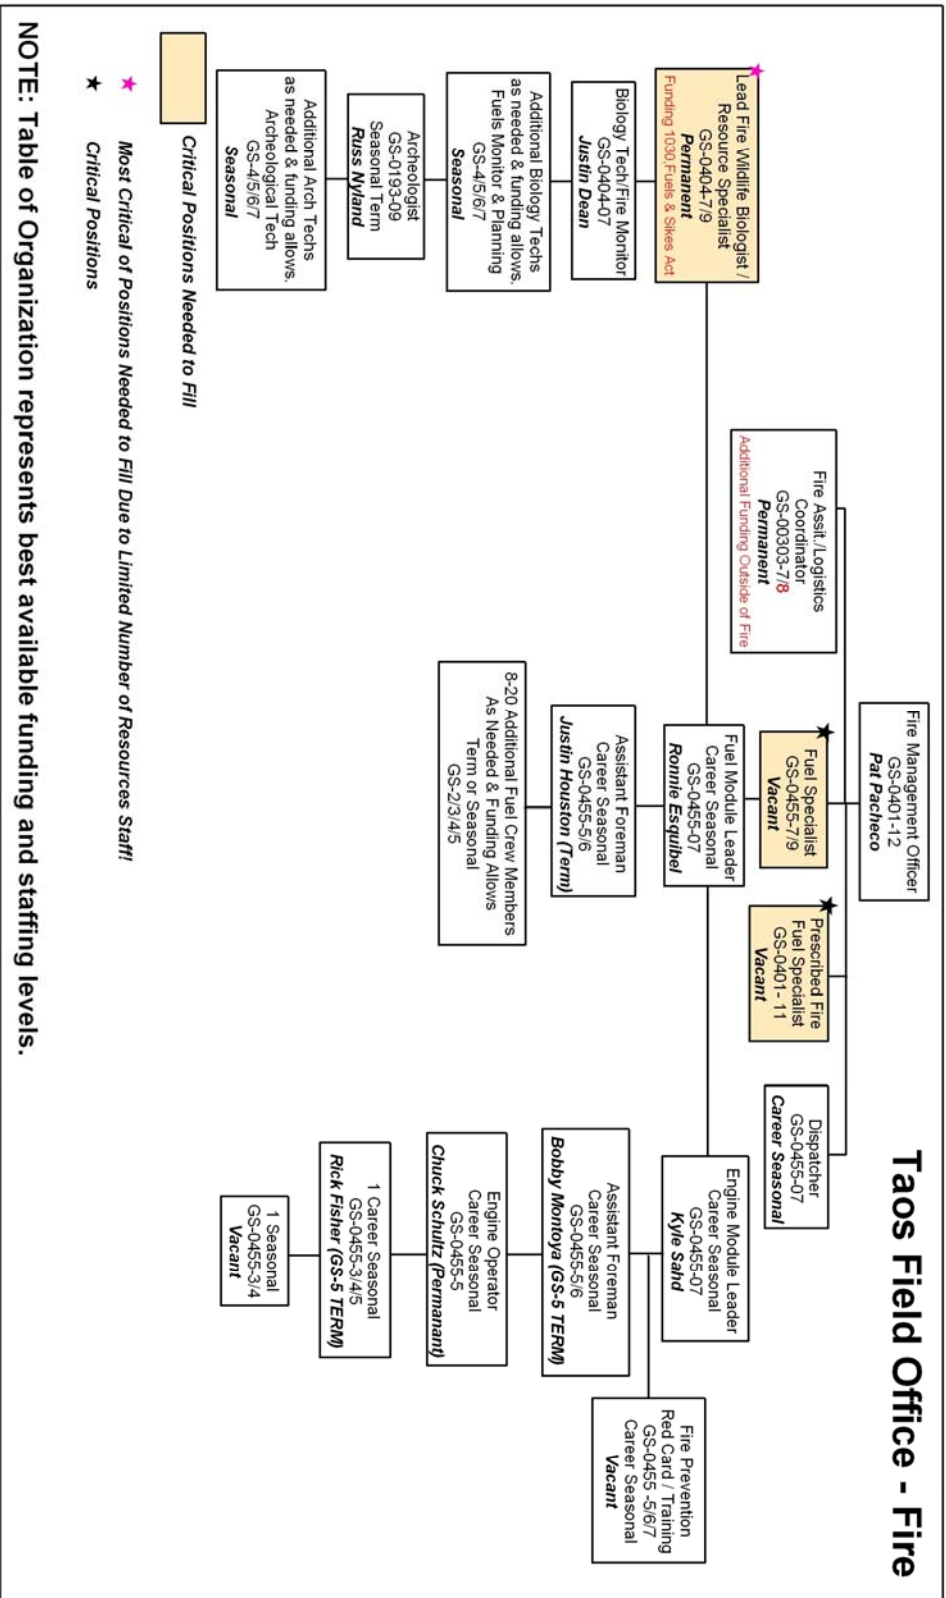 Taos Field Office - Fire
Fire Management Officer
GS-0401-12
Pat Pacheco
Fire Assit./Logistics
Coordinator
GS-00303-7/8
Permanent
Additional Funding Outside of Fire
Fuel Specialist
GS-0455-7/9
Vacant
Prescribed Fire
Fuel Specialist
GS-0401- 11
Vacant
Dispatcher
GS-0455-07
Career Seasonal
Lead Fire Wildlife Biologist /
Resource Specialist
GS-0404-7/9
Permanent
Funding 1030,Fuels & Sikes Act
Biology Tech/Fire Monitor
GS-0404-07
Justin Dean
Additional Biology Techs
as needed & funding allows.
Fuels Monitor & Planning
GS-4/5/6/7
Seasonal
Archeologist
GS-0193-09
Seasonal Term
Russ Nyland
Additional Arch Techs
as needed & funding allows.
Archeological Tech
GS-4/5/6/7
Seasonal
Fuel Module Leader
Career Seasonal
GS-0455-07
Ronnie Esquibel
Assistant Foreman
Career Seasonal
GS-0455-5/6
Justin Houston (Term)
8-20 Additional Fuel Crew Members
As Needed & Funding Allows
Term or Seasonal
GS-2/3/4/5
Engine Module Leader
Career Seasonal
GS-0455-07
Kyle Sahd
Assistant Foreman
Career Seasonal
GS-0455-5/6
Bobby Montoya (GS-5 TERM)
Engine Operator
Career Seasonal
GS-0455-5
Chuck Schultz (Permanant)
1 Career Seasonal
GS-0455-3/4/5
Rick Fisher (GS-5 TERM)
1 Seasonal
GS-0455-3/4
Vacant
Fire Prevention
Red Card / Training
GS-0455 -5/6/7
Career Seasonal
Vacant
Critical Positions Needed to Fill
Most Critical of Positions Needed to Fill Due to Limited Number of Resources Staff!
Critical Positions
NOTE: Table of Organization represents best available funding and staffing levels.